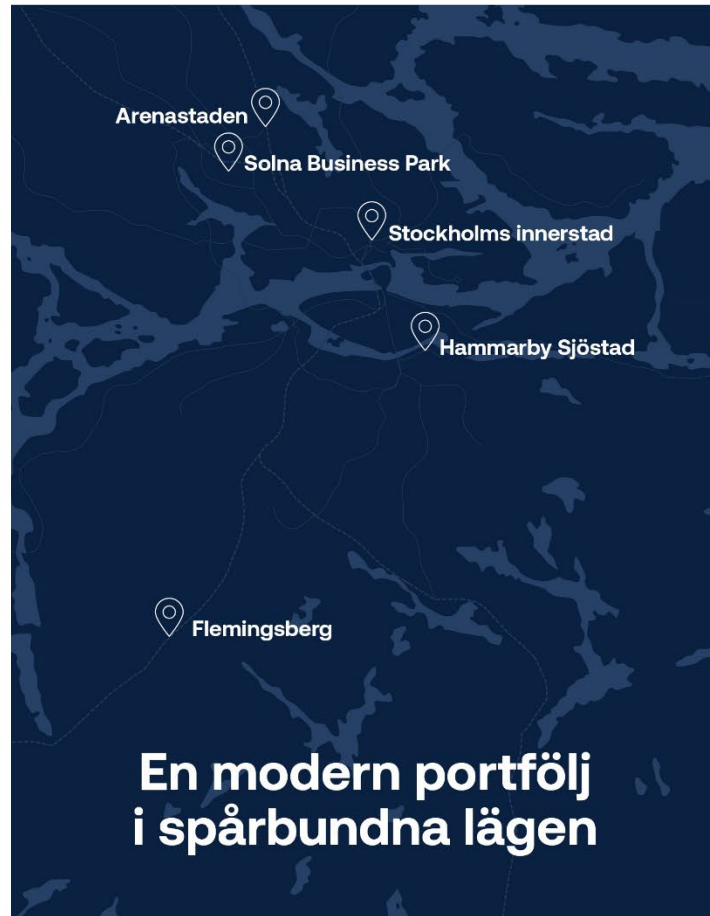 Arenastaden
Solna Business Park
Stockholms innerstad
Hammarby Sjöstad
Flemingsberg
En modern portfölj
i spårbundna lägen